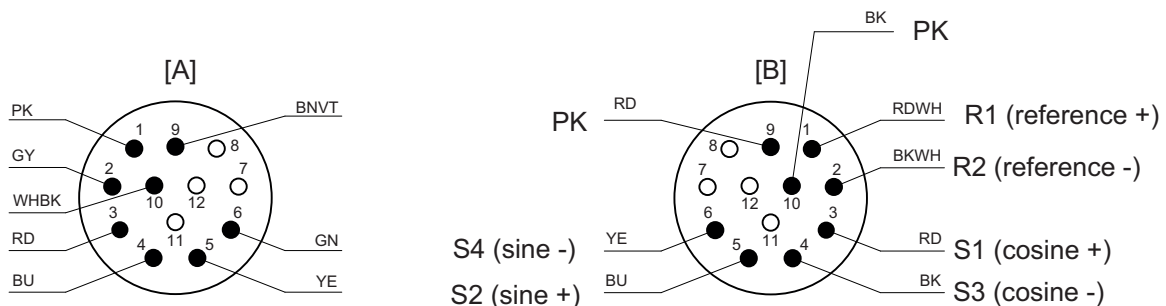 [A]
PK
BNVT
1
9
8
GY
2
7
WHBK
10
12
3
6
RD
11
GN
4
5
BU
YE
BK PK
[B]
PK RD
RDWH R1 (reference +)
9
1
8
BKWH R2 (reference -)
7
2
12
10
6
3
S4 (sine -) YE
11
RD S1 (cosine +)
5
4
S2 (sine +) BU
BK S3 (cosine -)